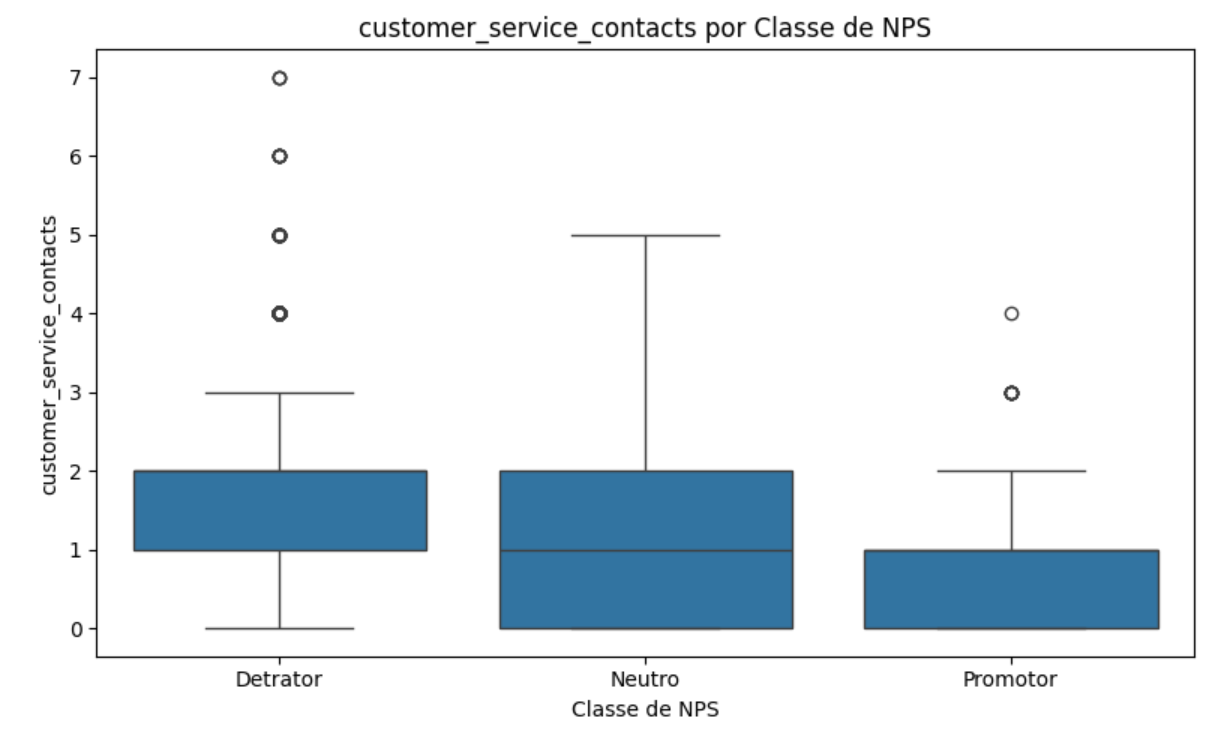 customer_service_contacts por Classe de NPS
customer_service_contacts
7
6
5
4
3
2
1
0
Detrator Neutro Promotor
Classe de NPS